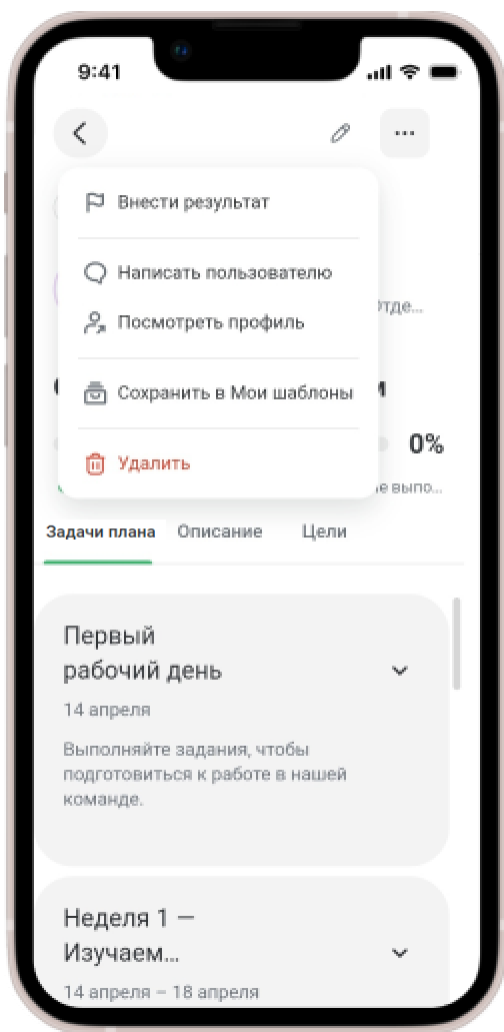 9:41
Внести результат
Написать пользователю
Отде...
Посмотреть профиль
Сохранить в Мои шаблоны
0%
Удалить
е выпо...
Задачи плана Описание Цели
Первый
рабочий день
14 апреля
Выполняйте задания, чтобы
подготовиться к работе в нашей
команде.
Неделя 1 —
Изучаем...
14 апреля – 18 апреля